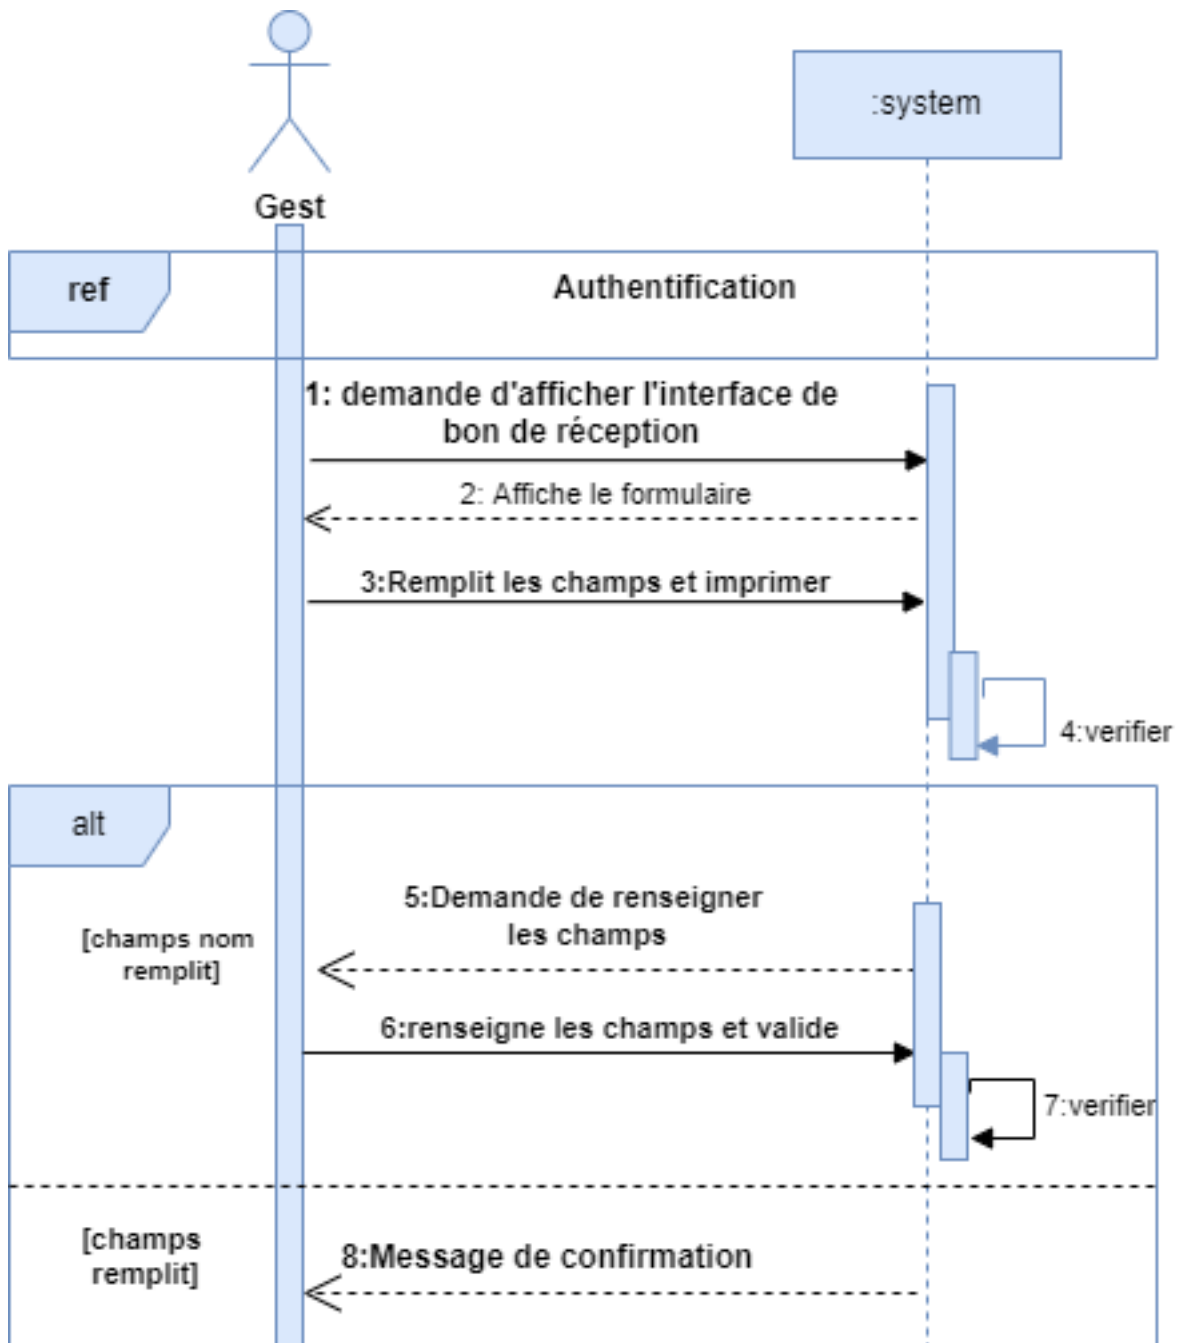 :system
Gest
ref
Authentification
1: demande d'afficher l'interface de
bon de réception
2: Affiche le formulaire
3:Remplit les champs et imprimer
4:verifier
alt
5:Demande de renseigner
les champs
[champs nom
remplit]
6:renseigne les champs et valide
7:verifier
[champs
remplit]
8:Message de confirmation